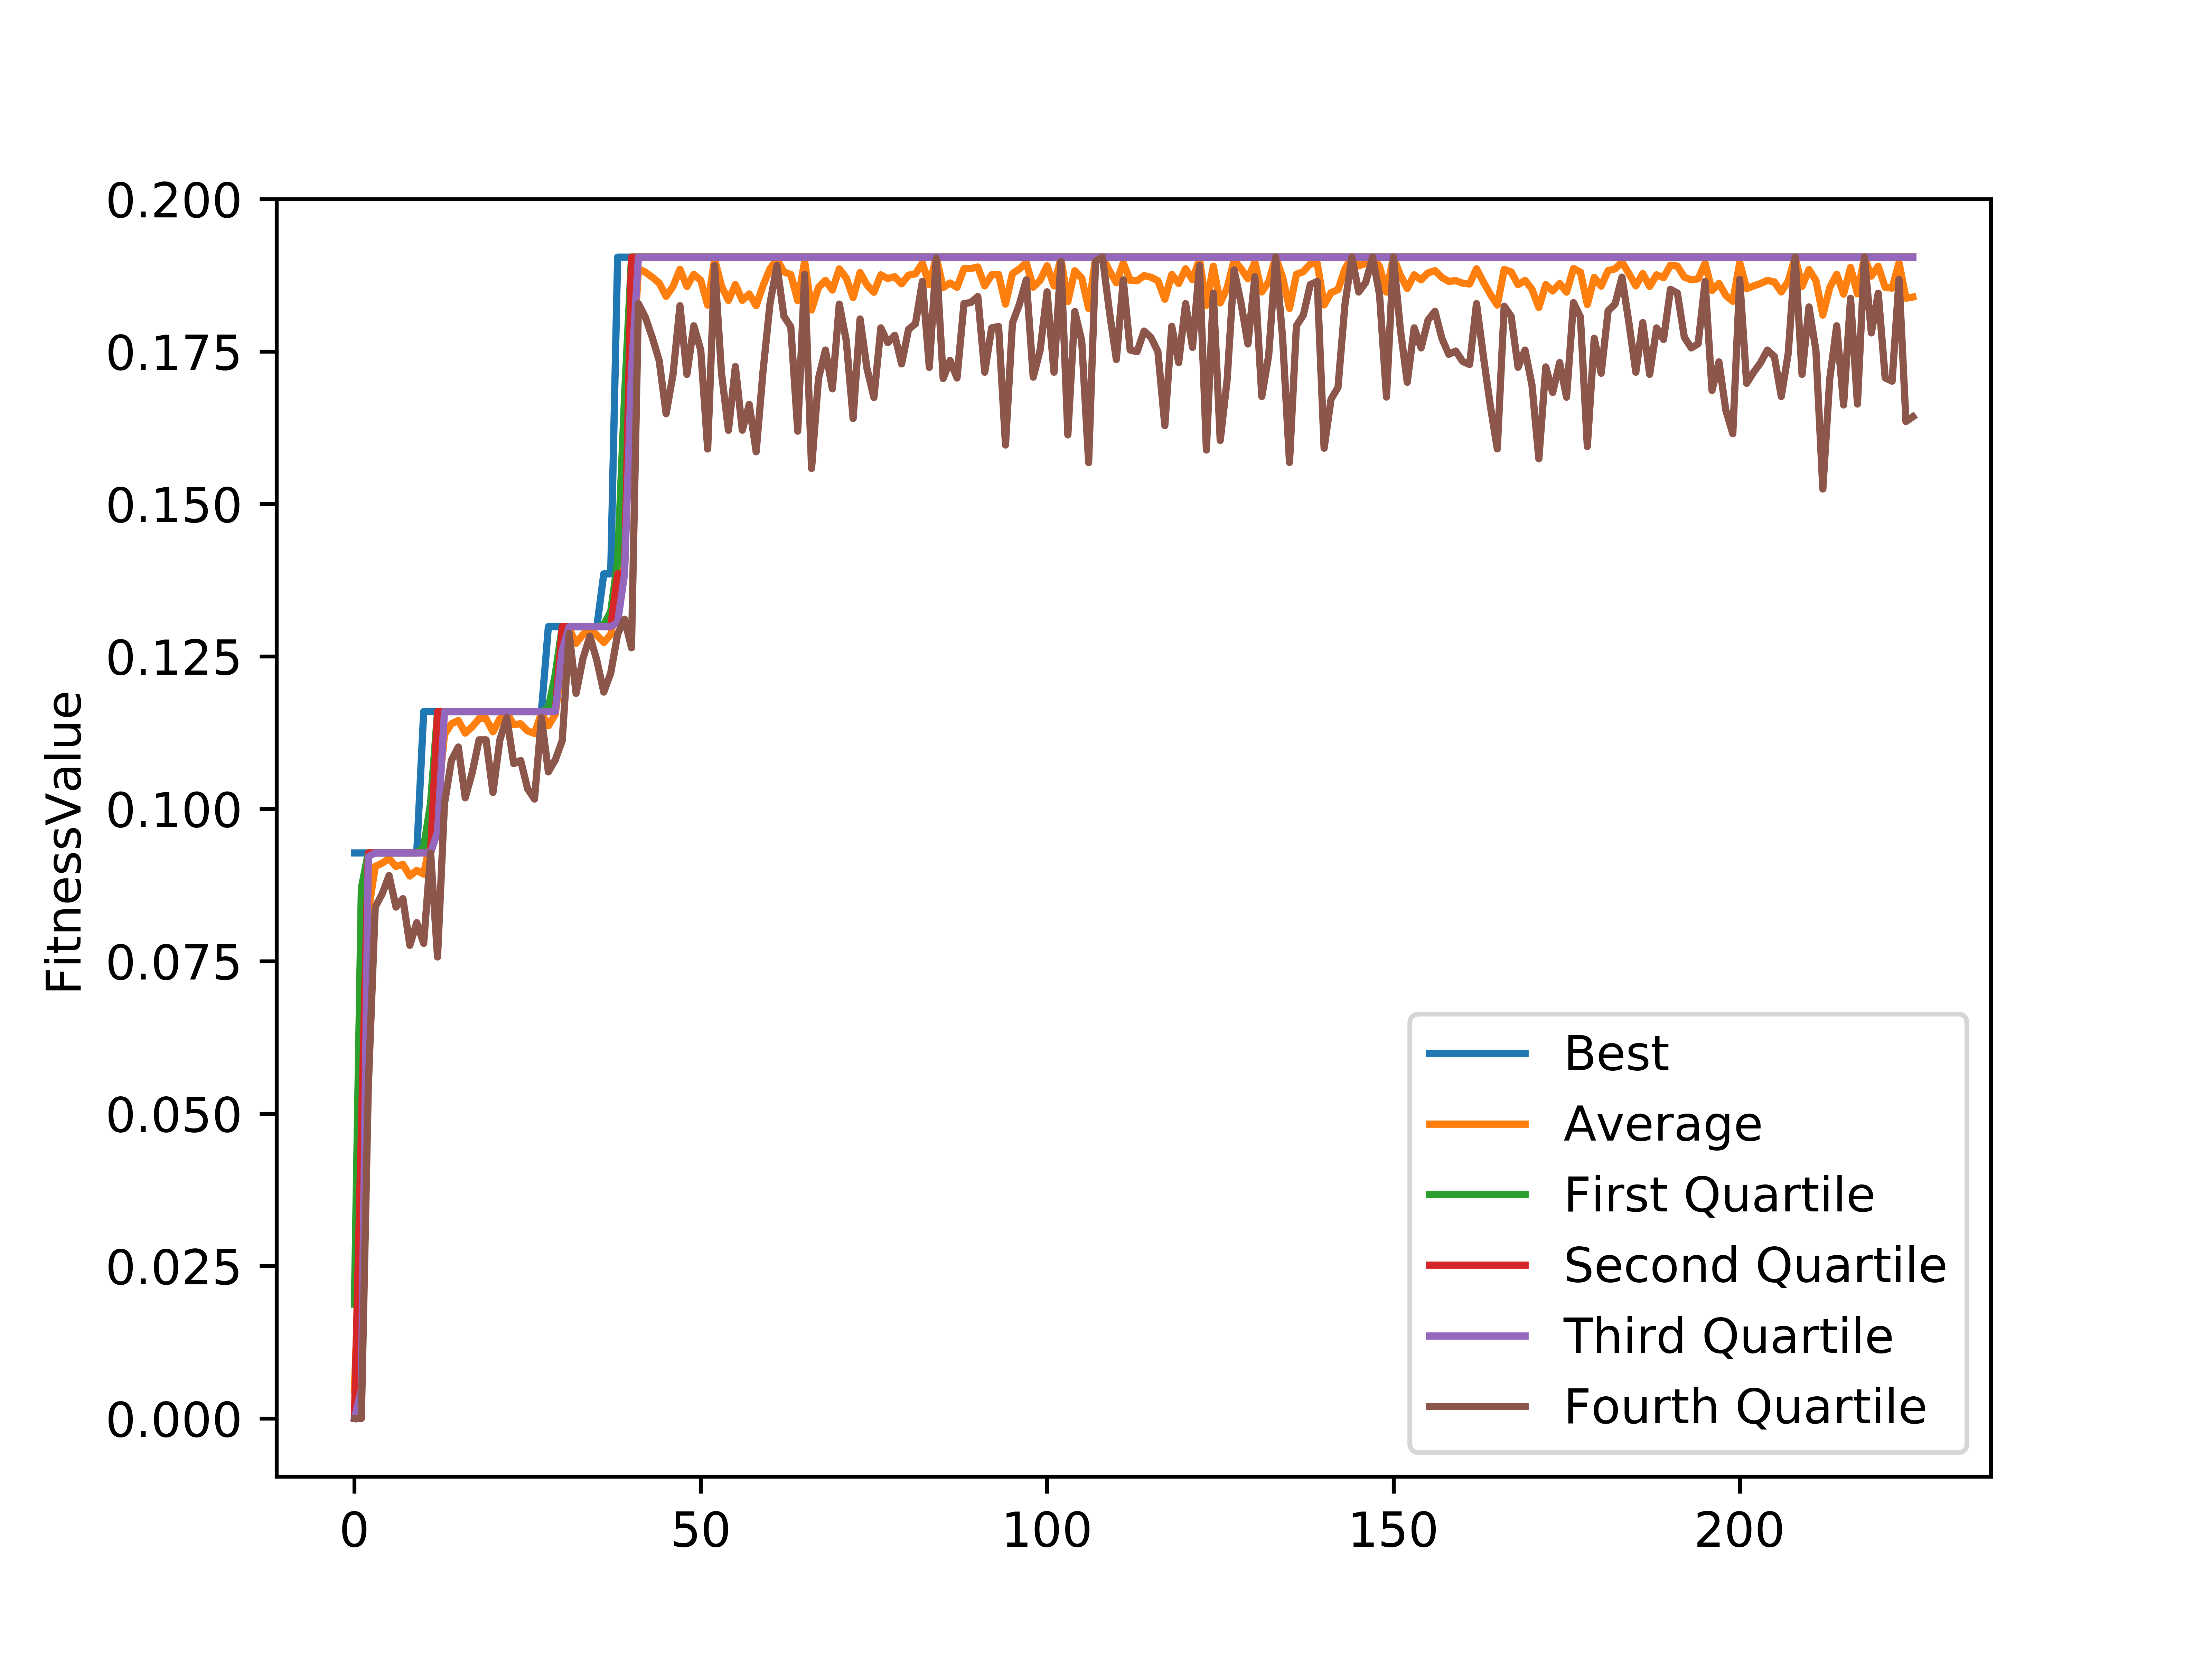 0.200
0.175
0.150
0.125
0.100
0.075
0.050
0.025
0.000
FitnessValue
0 50 100 150 200
Best
Average
First Quartile
Second Quartile
Third Quartile
Fourth Quartile